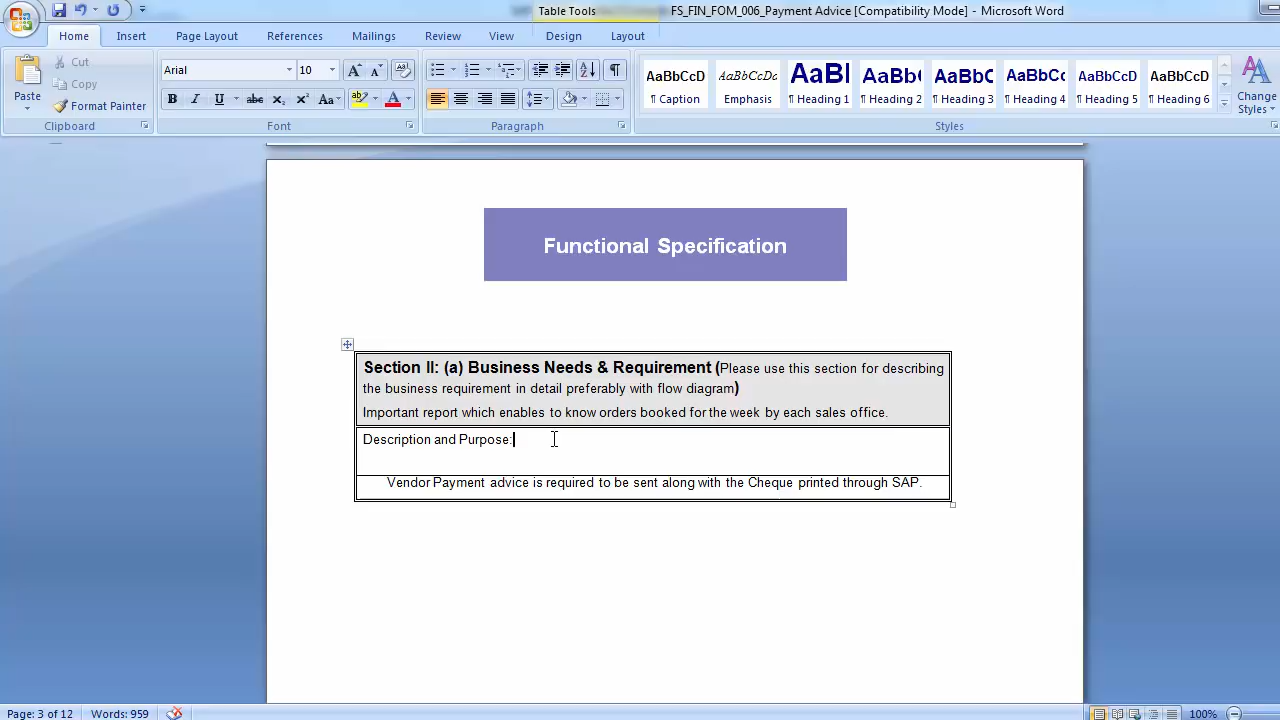 Table Tools
FS_FIN_FOM_006_Payment Advice [Compatibility Mode] - Microsoft Word
Home Insert Page Layout References Mailings Review View Design Layout
Paste
Cut
Copy
Format Painter
Clipboard
Arial 10
B I U abc X₂ X² Aa ab A
Font
Paragraph
AaBbCcD AaBbCcDc AaBl AaBb( AaBbC AaBbCcl AaBbCcD AaBbCcD
¶ Caption Emphasis ¶ Heading 1 ¶ Heading 2 ¶ Heading 3 ¶ Heading 4 ¶ Heading 5 ¶ Heading 6
Change
Styles
Styles
Functional Specification
Section II: (a) Business Needs & Requirement (Please use this section for describing
the business requirement in detail preferably with flow diagram)
Important report which enables to know orders booked for the week by each sales office.
Description and Purpose:
Vendor Payment advice is required to be sent along with the Cheque printed through SAP.
Page: 3 of 12 Words: 959 100%